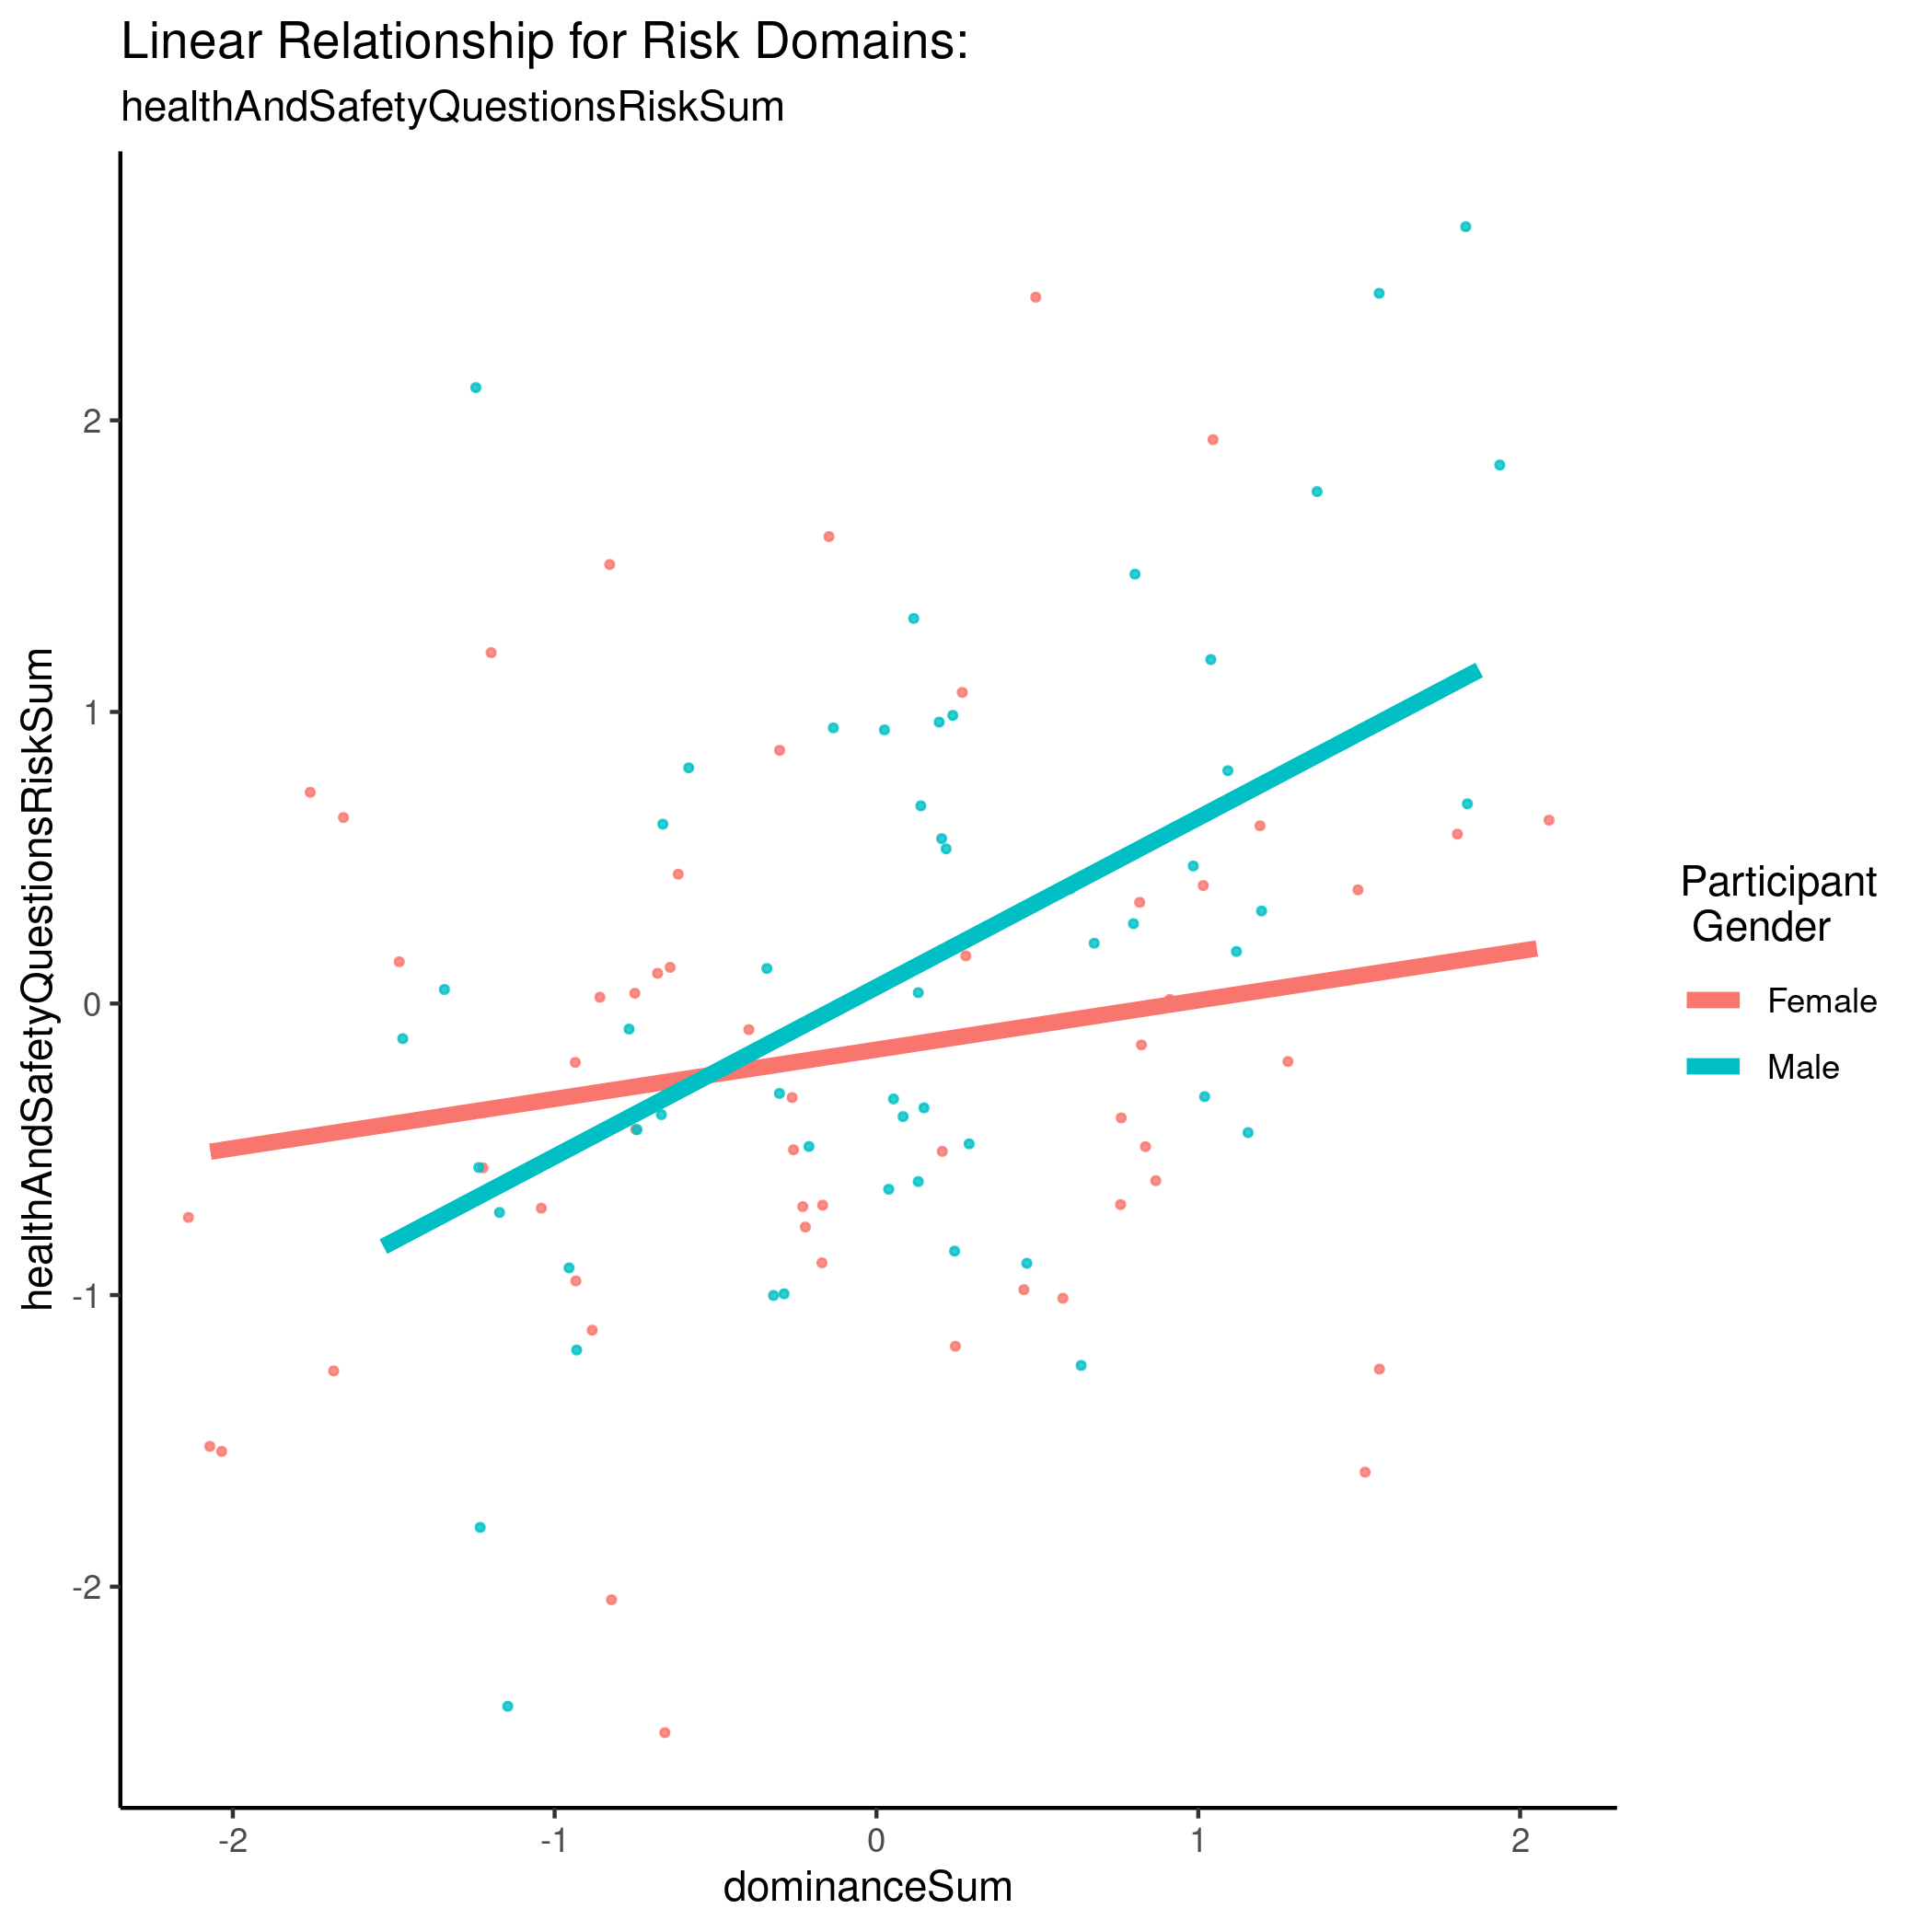 Linear Relationship for Risk Domains:
healthAndSafetyQuestionsRiskSum
healthAndSafetyQuestionsRiskSum
2
1
0
-1
-2
-2
-1
0
1
2
dominanceSum
Participant
Gender
Female
Male